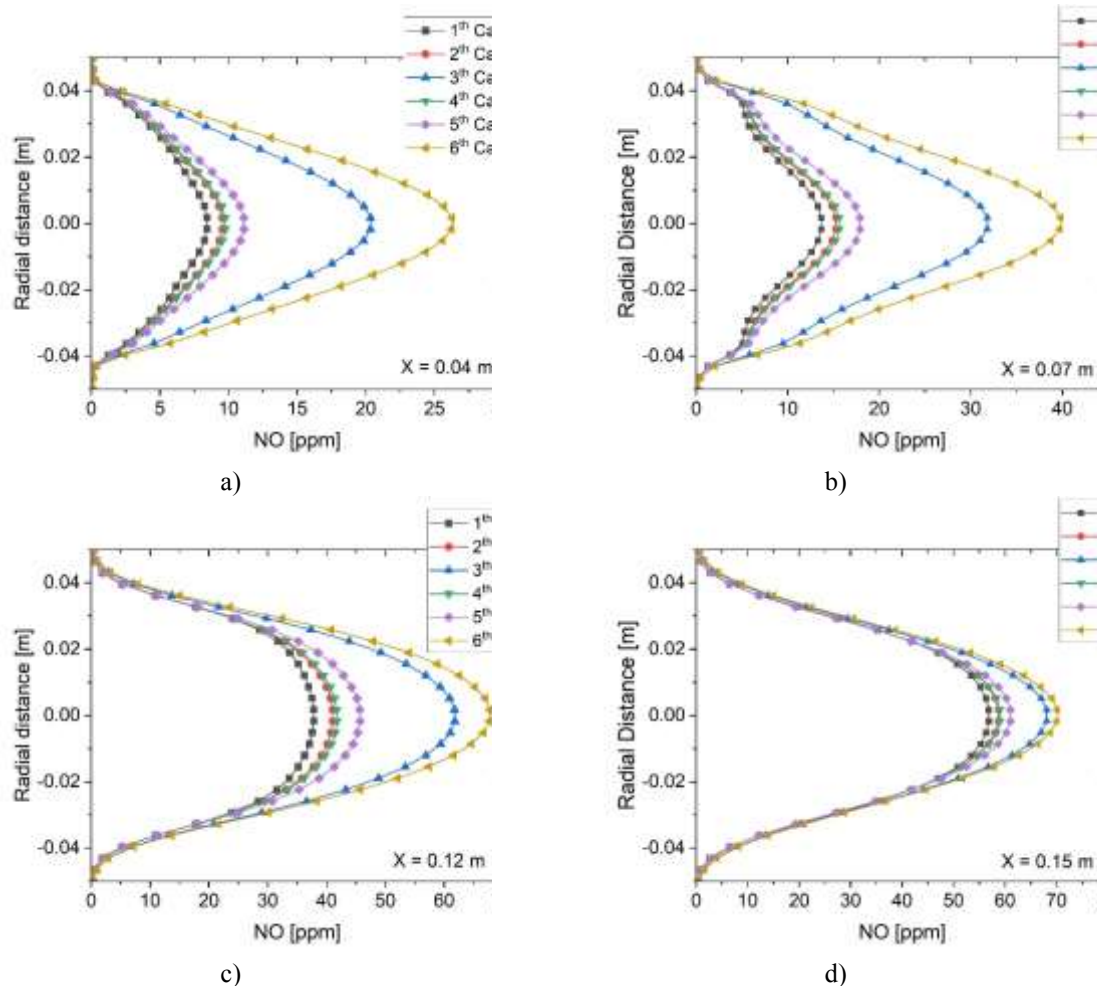 1th Ca
2th Ca
3th Ca
4th Ca
5th Ca
6th Ca
0.04
0.02
0.00
-0.02
-0.04
Radial distance [m]
X = 0.04 m
0 5 10 15 20 25
NO [ppm]
a)
0.04
0.02
0.00
-0.02
-0.04
Radial Distance [m]
X = 0.07 m
0 10 20 30 40
NO [ppm]
b)
1th
2th
3th
4th
5th
6th
0.04
0.02
0.00
-0.02
-0.04
Radial Distance [m]
X = 0.12 m
0 10 20 30 40 50 60
NO [ppm]
c)
0.04
0.02
0.00
-0.02
-0.04
Radial Distance [m]
X = 0.15 m
0 10 20 30 40 50 60 70
NO [ppm]
d)